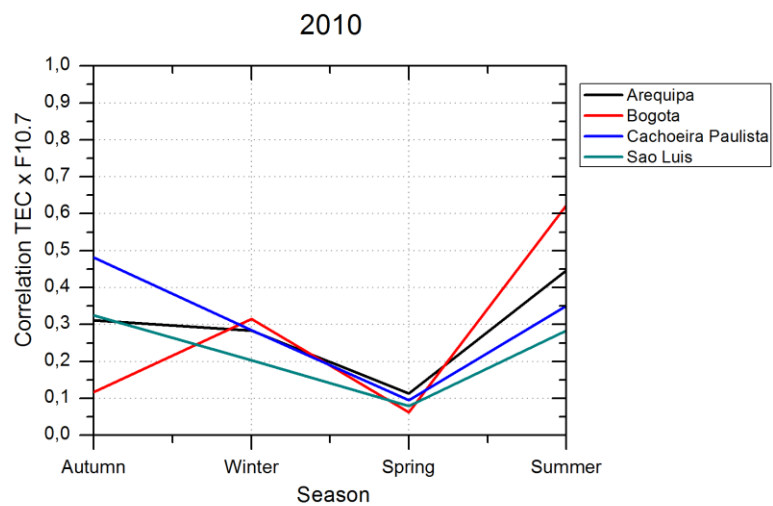 2010
1,0
0,9
0,8
0,7
0,6
0,5
0,4
0,3
0,2
0,1
0,0
Correlation TEC x F10.7
Autumn Winter Spring Summer
Season
Arequipa
Bogota
Cachoeira Paulista
Sao Luis